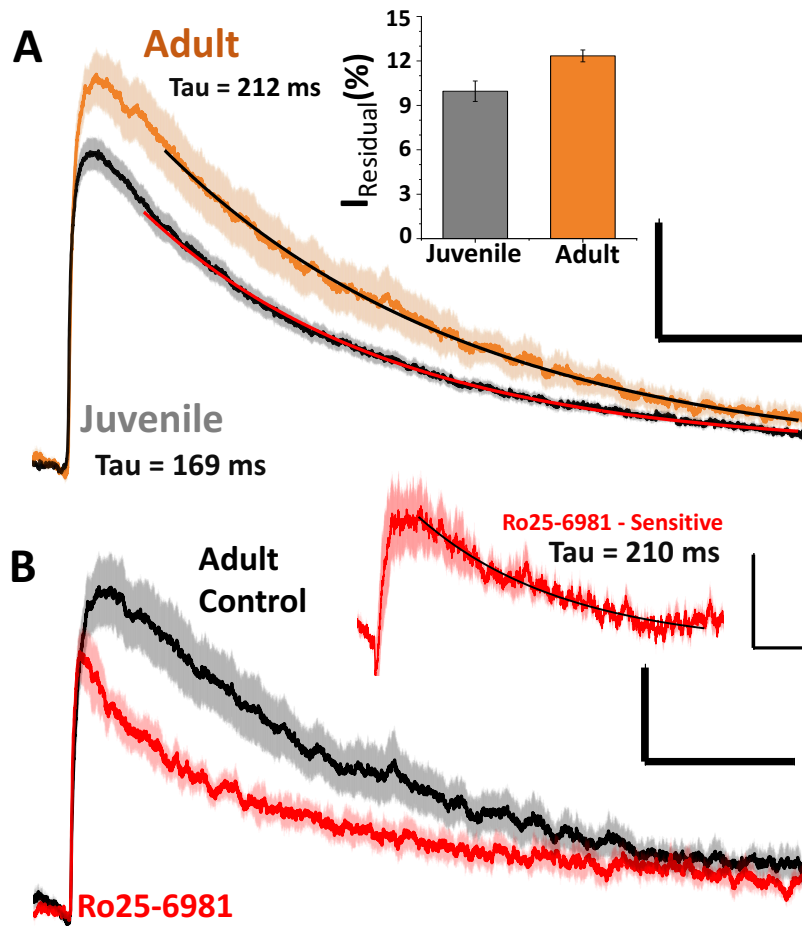 A
Adult
Tau = 212 ms
I Residual (%)
15
12
9
6
3
0
Juvenile
Adult
Juvenile
Tau = 169 ms
B
Adult
Control
Ro25-6981 - Sensitive
Tau = 210 ms
Ro25-6981